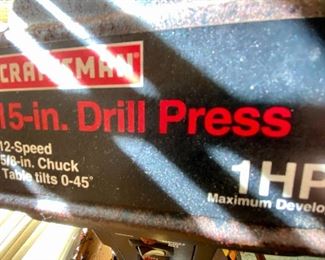 CRAFTSMAN
15-in. Drill Press
12-Speed
5/8-in. Chuck
Table tilts 0-45°
1HP
Maximum Develo